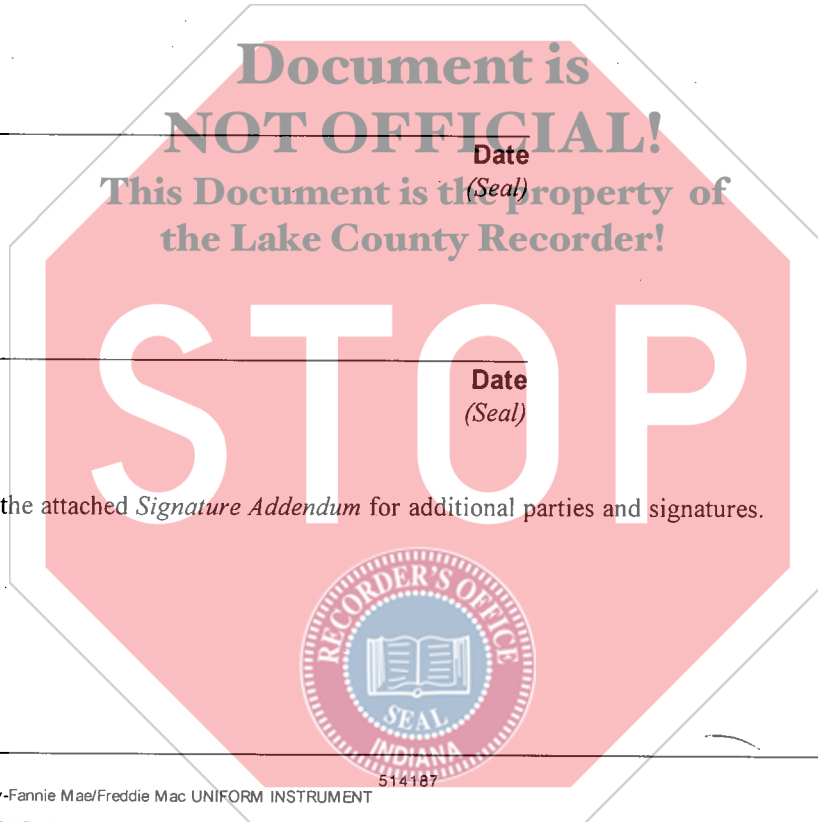 Document is
NOT OFFICIAL!
Date
This Document is the property of
(Seal)
the Lake County Recorder!
STOP
Date
(Seal)
the attached Signature Addendum for additional parties and signatures.
RECORDER'S OFFICE
SEAL
INDIANA
514187
-Fannie Mae/Freddie Mac UNIFORM INSTRUMENT